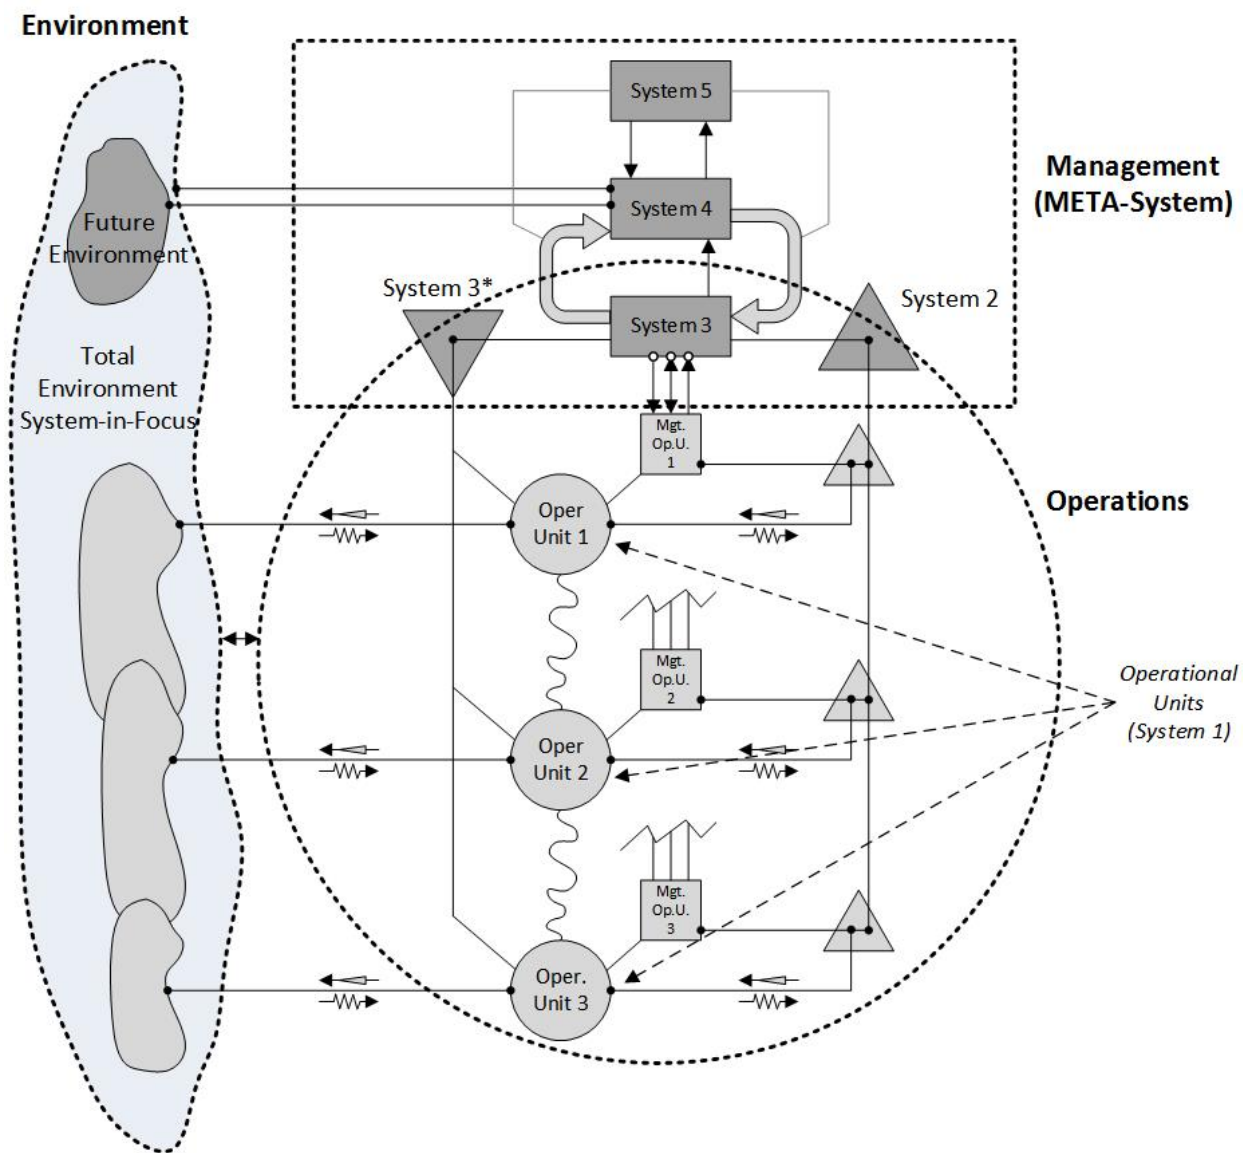 Environment
System 5
Management
(META-System)
System 4
Future
Environment
System 3*
System 2
System 3
Total
Environment
System-in-Focus
Mgt.
Op.U.
1
Operations
Oper
Unit 1
Mgt.
Op.U.
2
Operational
Units
(System 1)
Oper
Unit 2
Mgt.
Op.U.
3
Oper.
Unit 3